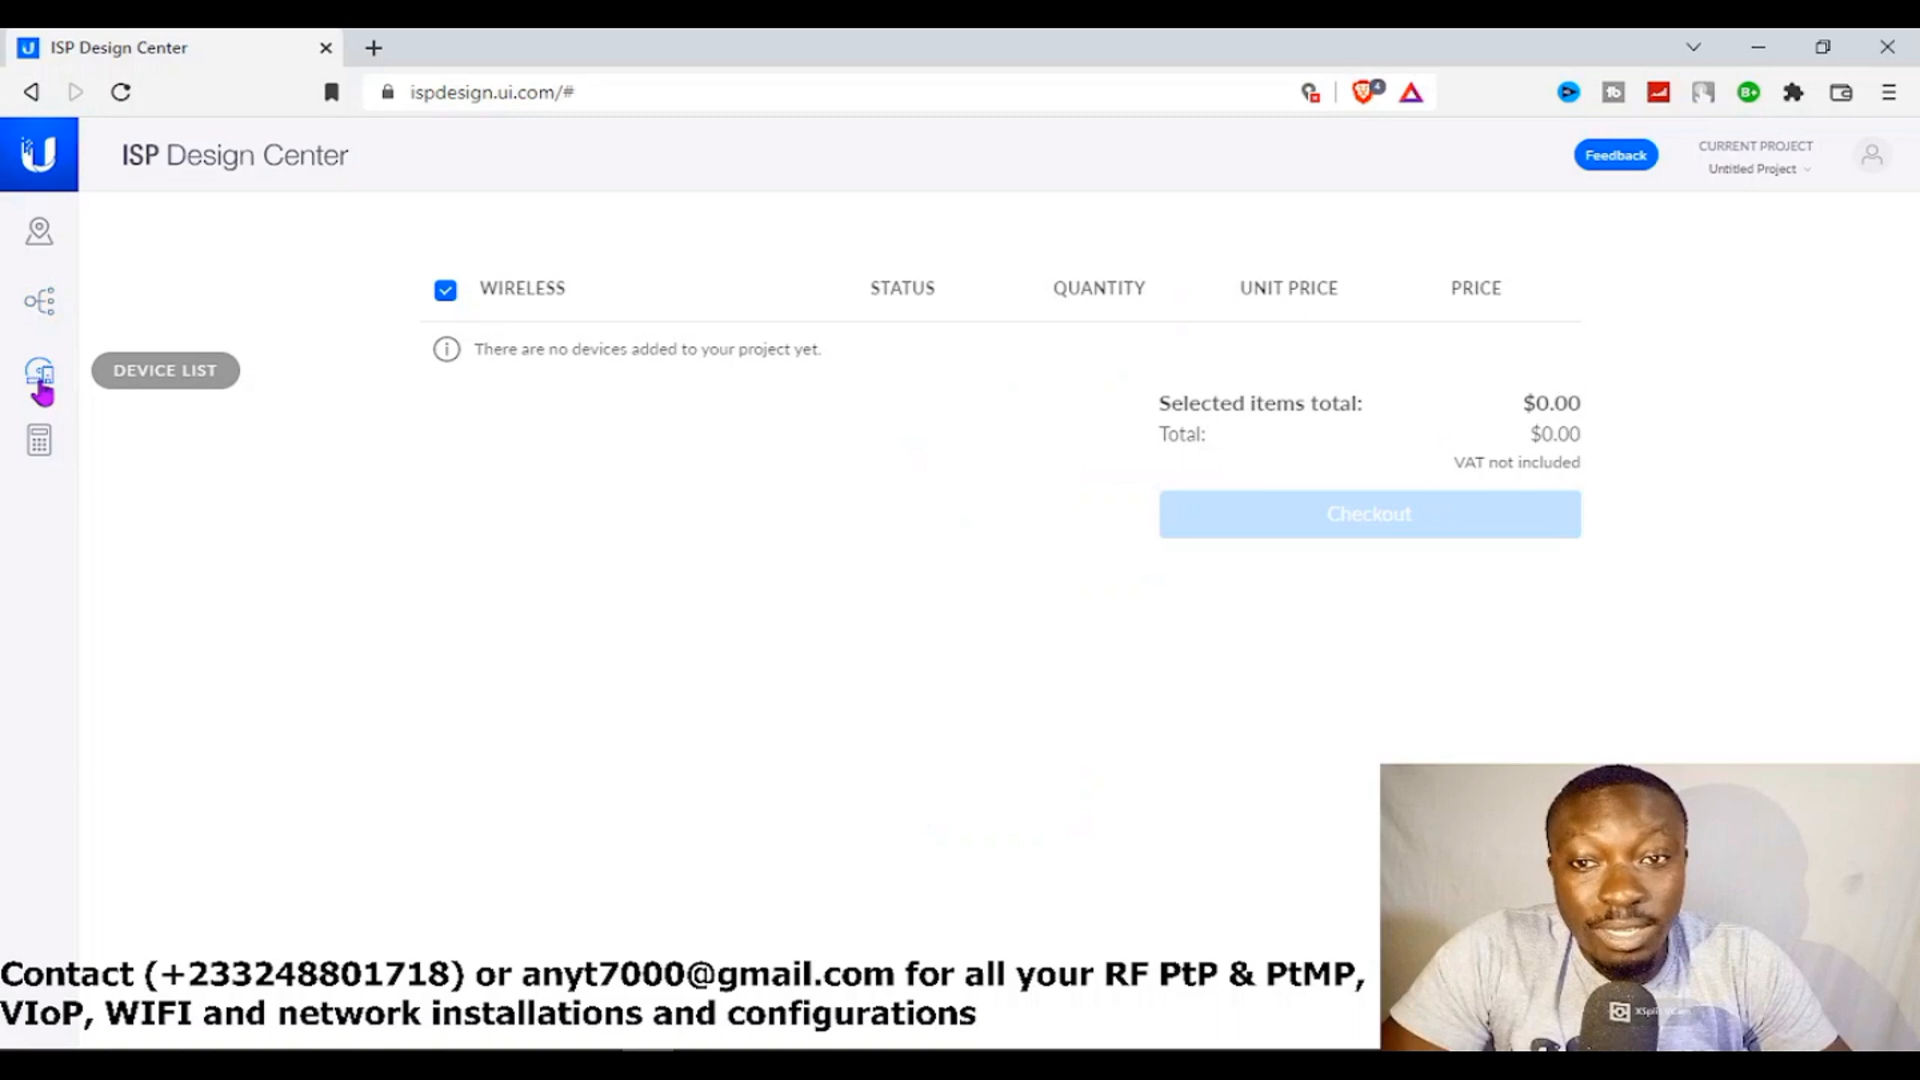 ISP Design Center
ispdesign.ui.com/#
4
ISP Design Center
Feedback
CURRENT PROJECT
Untitled Project
WIRELESS STATUS QUANTITY UNIT PRICE PRICE
There are no devices added to your project yet.
DEVICE LIST
Selected items total: $0.00
Total: $0.00
VAT not included
Checkout
Contact (+233248801718) or anyt7000@gmail.com for all your RF PtP & PtMP,
VIoP, WIFI and network installations and configurations